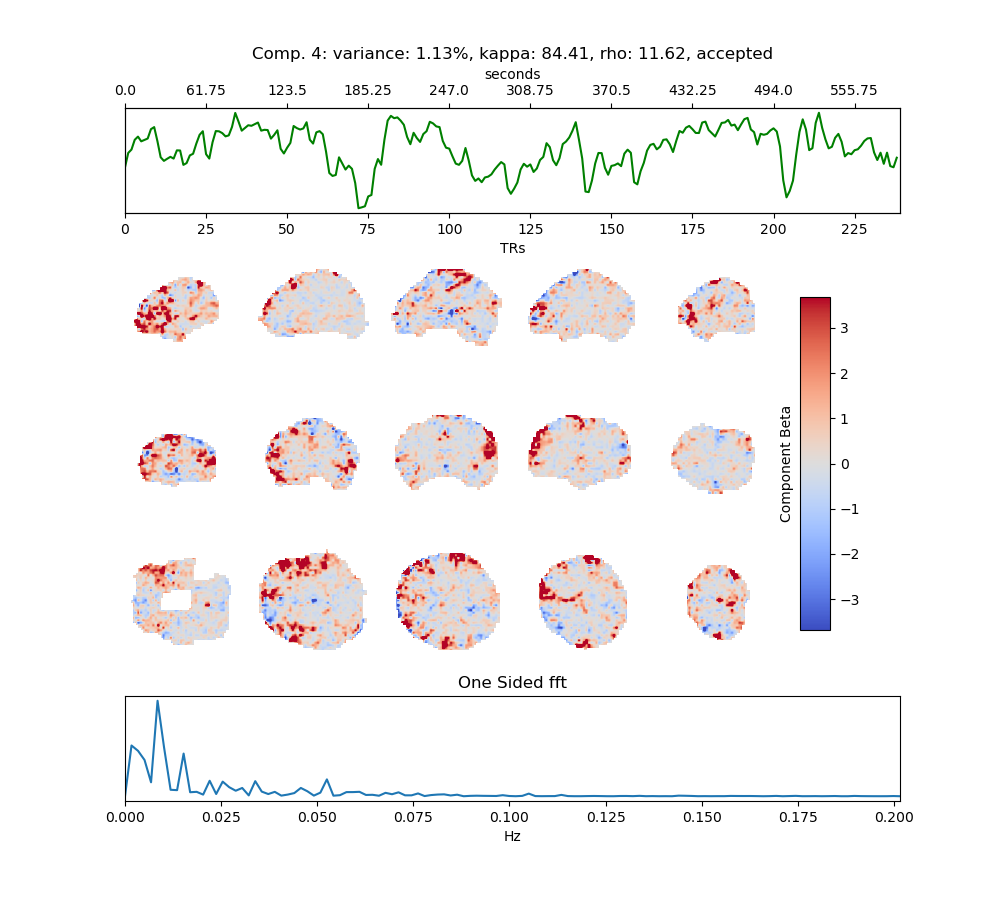 Comp. 4: variance: 1.13%, kappa: 84.41, rho: 11.62, accepted
seconds
0.0 61.75 123.5 185.25 247.0 308.75 370.5 432.25 494.0 555.75
0 25 50 75 100 125 150 175 200 225
TRs
3
2
1
0
−1
−2
−3
Component Beta
One Sided fft
0.000 0.025 0.050 0.075 0.100 0.125 0.150 0.175 0.200
Hz